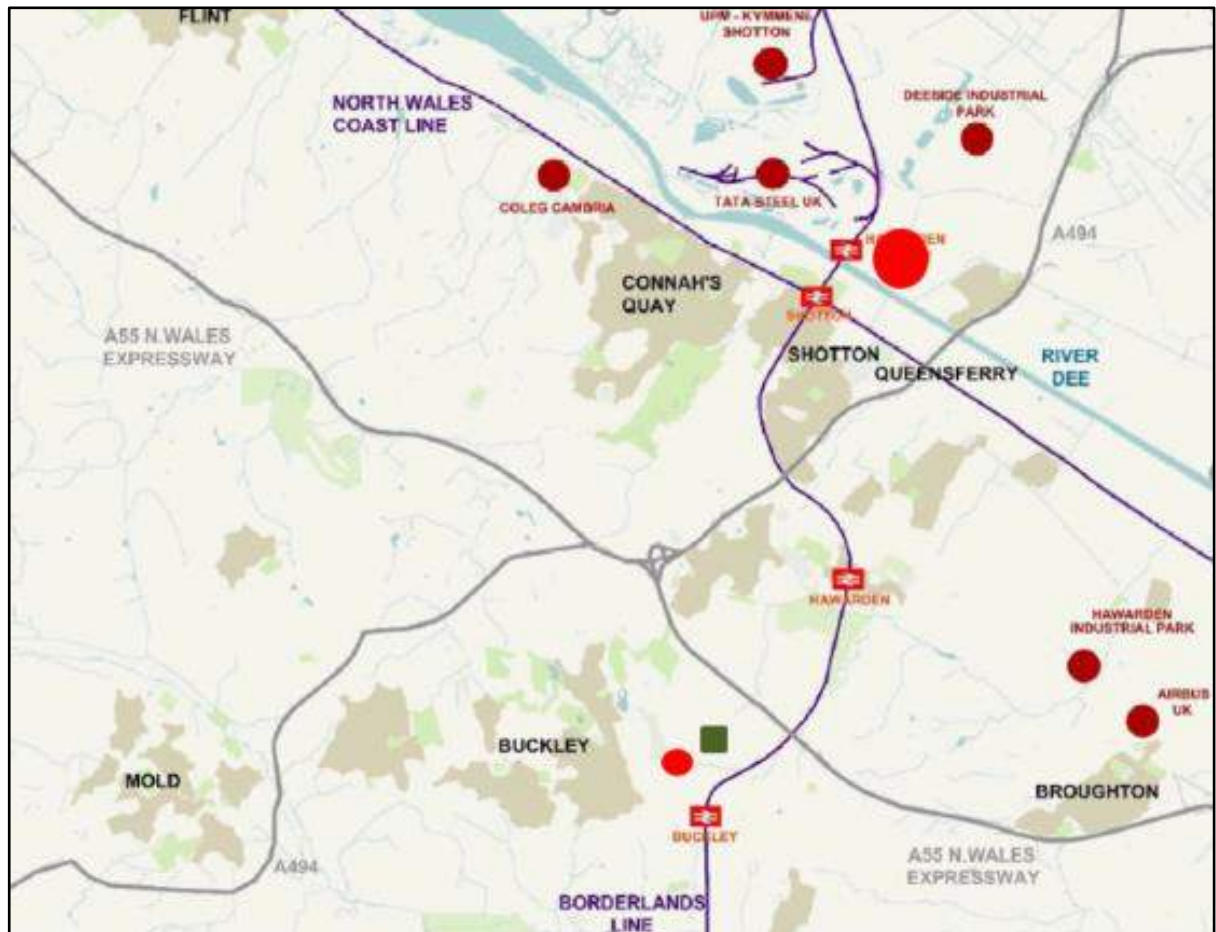 FLINT
UPM - KYMMENE
SHOTTON
NORTH WALES
COAST LINE
DEESIDE INDUSTRIAL
PARK
COLEG CAMBRIA
TATA STEEL UK
A494
CONNAH'S
QUAY
SHOTTON
A55 N.WALES
EXPRESSWAY
SHOTTON
QUEENSFERRY
RIVER
DEE
HAWARDEN
HAWARDEN
INDUSTRIAL PARK
AIRBUS
UK
BUCKLEY
MOLD
BROUGHTON
BUCKLEY
A494
A55 N.WALES
EXPRESSWAY
BORDERLANDS
LINE